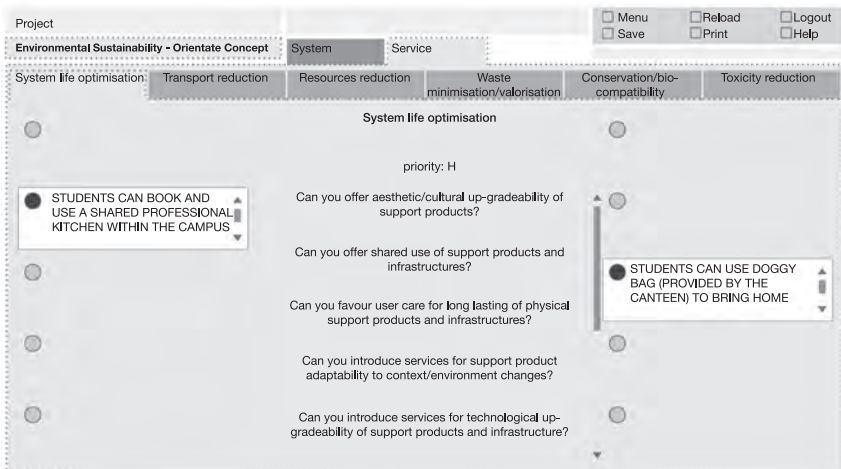 Project
Menu
Reload
Logout
Save
Print
Help
Environmental Sustainability - Orientate Concept
System
Service
System life optimisation
Transport reduction
Resources reduction
Waste
minimisation/valorisation
Conservation/bio-
compatibility
Toxicity reduction
System life optimisation
priority: H
STUDENTS CAN BOOK AND
USE A SHARED PROFESSIONAL
KITCHEN WITHIN THE CAMPUS
Can you offer aesthetic/cultural up-gradeability of
support products?
Can you offer shared use of support products and
infrastructures?
Can you favour user care for long lasting of physical
support products and infrastructures?
Can you introduce services for support product
adaptability to context/environment changes?
Can you introduce services for technological up-
gradeability of support products and infrastructure?
STUDENTS CAN USE DOGGY
BAG (PROVIDED BY THE
CANTEEN) TO BRING HOME